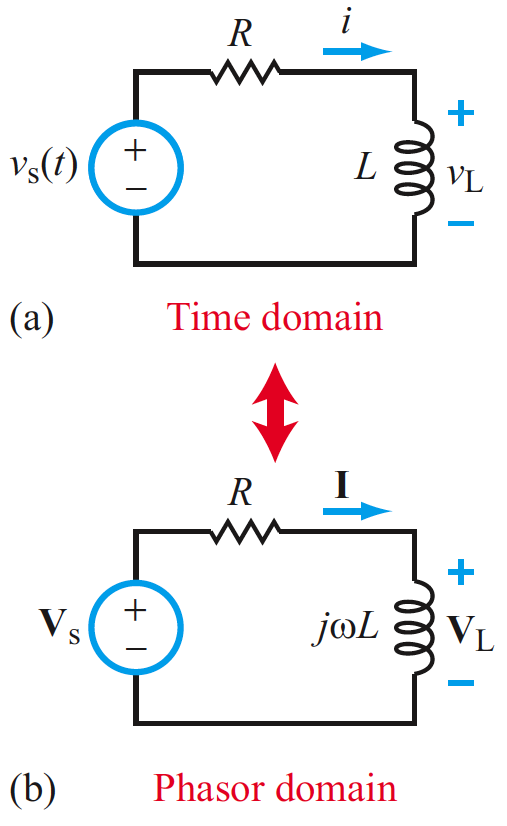 R
i
+
vs(t)
+
−
L
vL
−
(a) Time domain
R
I
+
Vs
+
−
jωL
VL
−
(b) Phasor domain